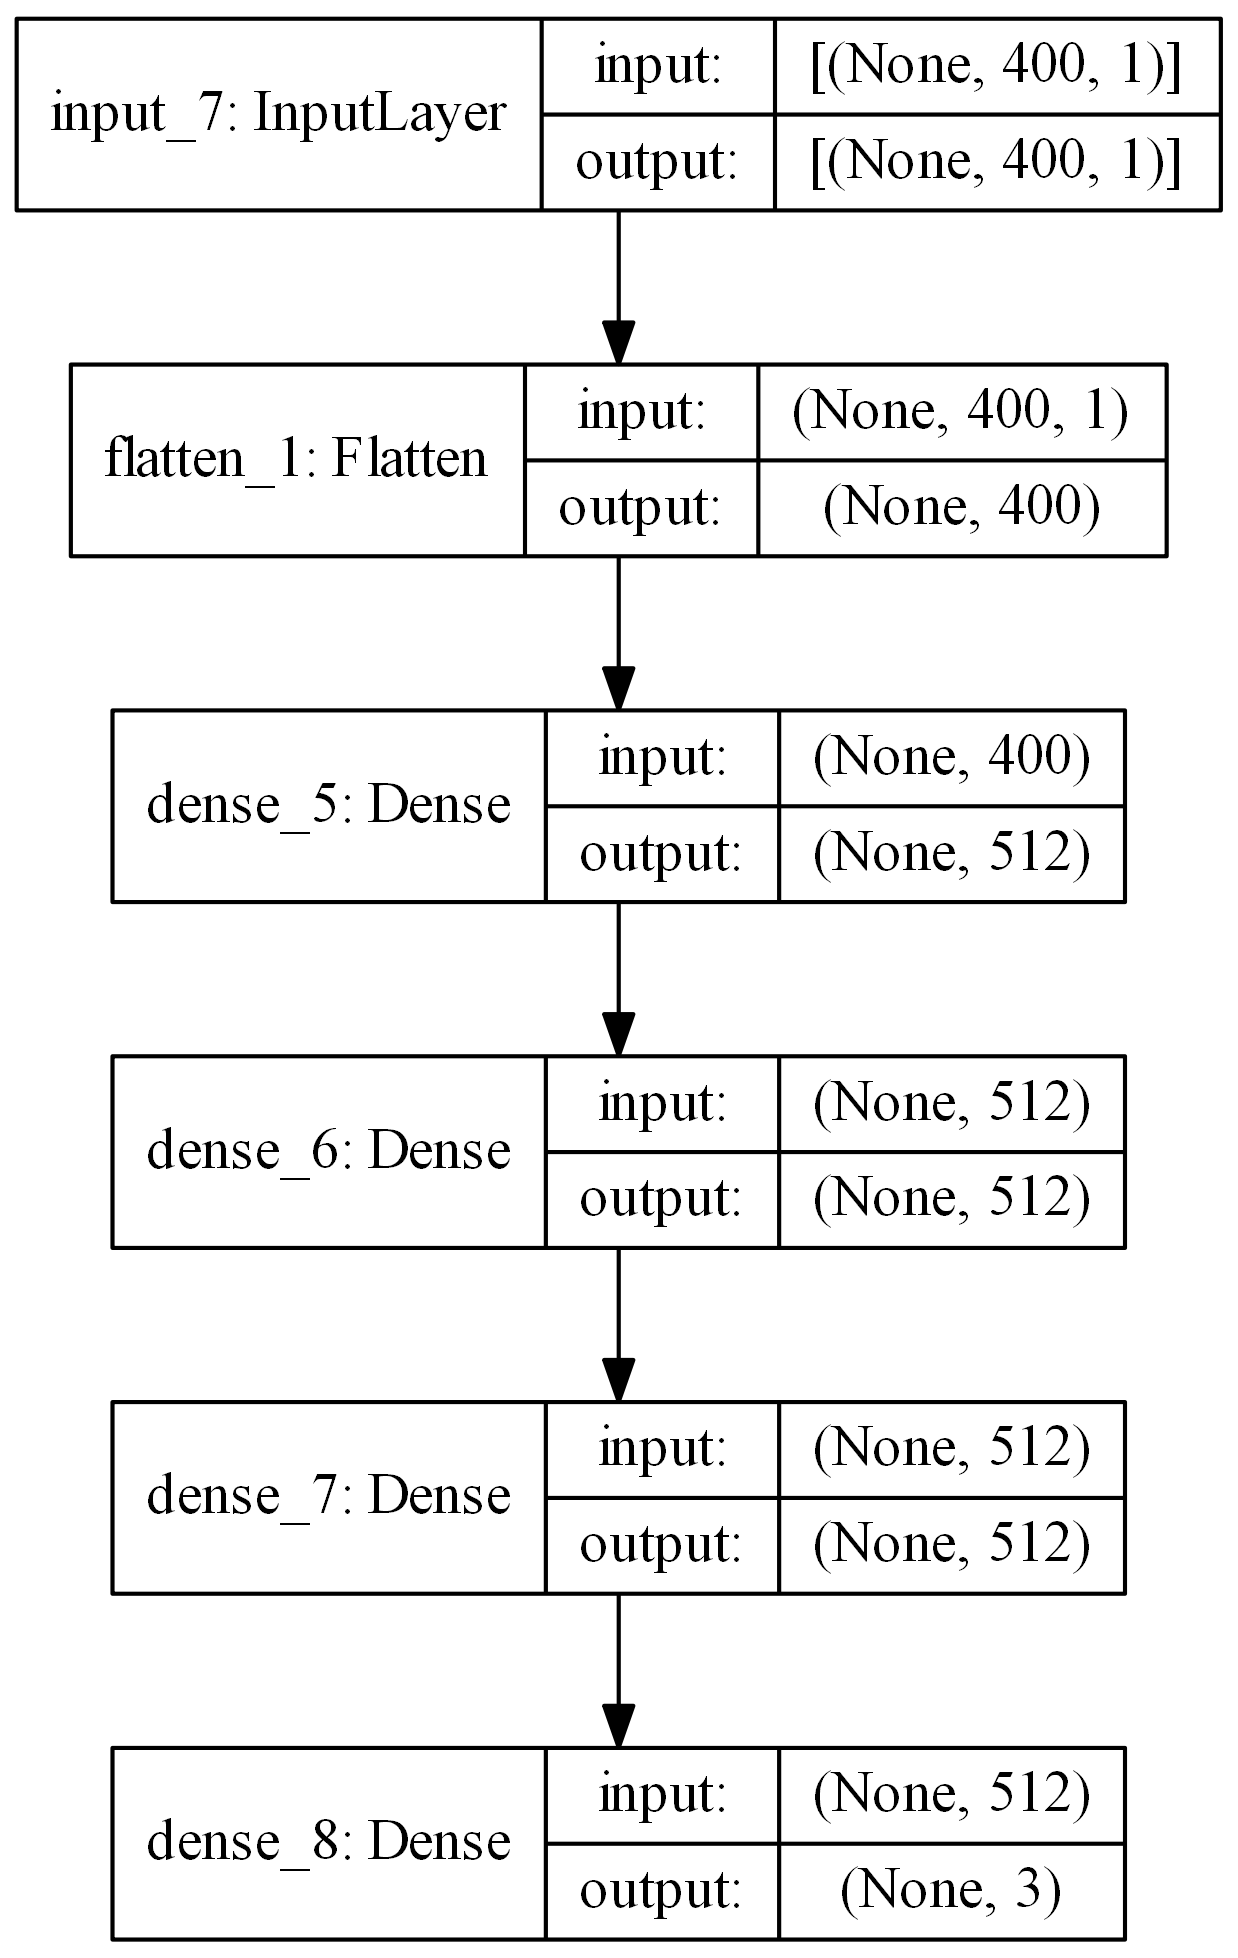 input_7: InputLayer
input:
[(None, 400, 1)]
output:
[(None, 400, 1)]
flatten_1: Flatten
input:
(None, 400, 1)
output:
(None, 400)
dense_5: Dense
input:
(None, 400)
output:
(None, 512)
dense_6: Dense
input:
(None, 512)
output:
(None, 512)
dense_7: Dense
input:
(None, 512)
output:
(None, 512)
dense_8: Dense
input:
(None, 512)
output:
(None, 3)